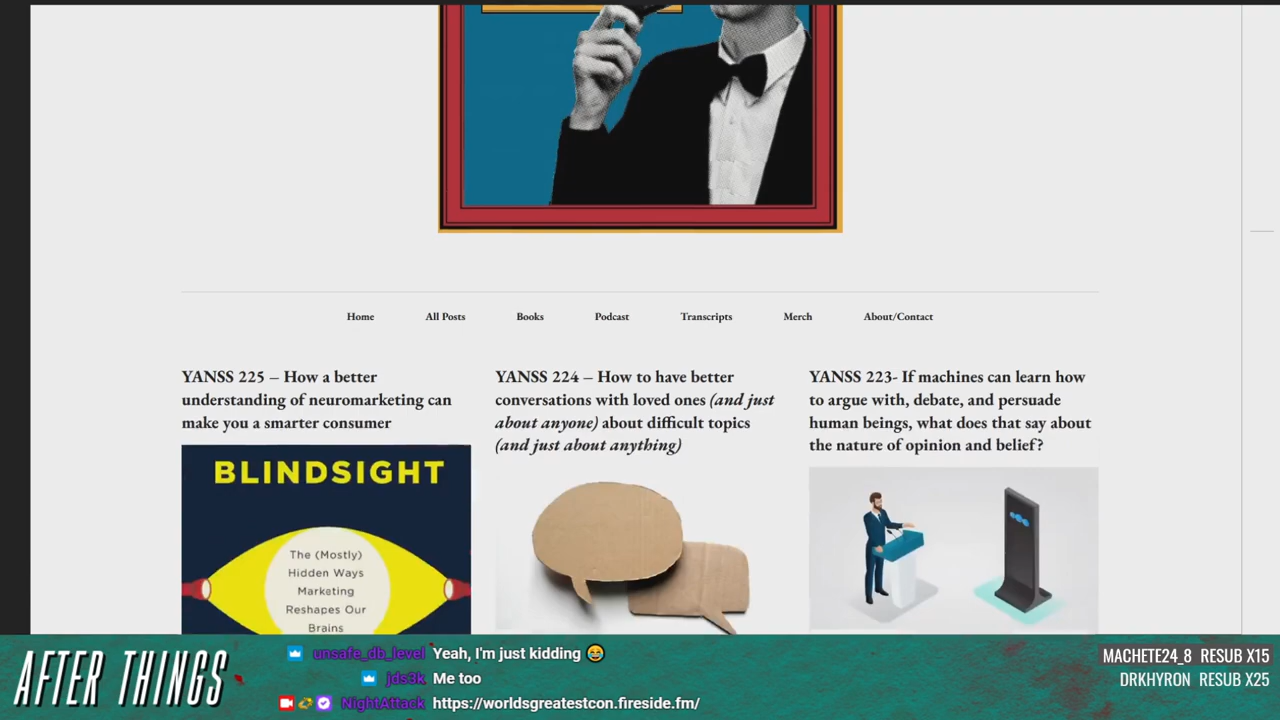 Home All Posts Books Podcast Transcripts Merch About/Contact
YANSS 225 – How a better
understanding of neuromarketing can
make you a smarter consumer
BLINDSIGHT
The (Mostly)
Hidden Ways
Marketing
Reshapes Our
Brains
YANSS 224 – How to have better
conversations with loved ones (and just
about anyone) about difficult topics
(and just about anything)
YANSS 223- If machines can learn how
to argue with, debate, and persuade
human beings, what does that say about
the nature of opinion and belief?
AFTER THINGS
unsafe_db_level Yeah, I'm just kidding 😂
jds3k Me too
NightAttack https://worldsgreatestcon.fireside.fm/
MACHETE24_8 RESUB X15
DRKHYRON RESUB X25